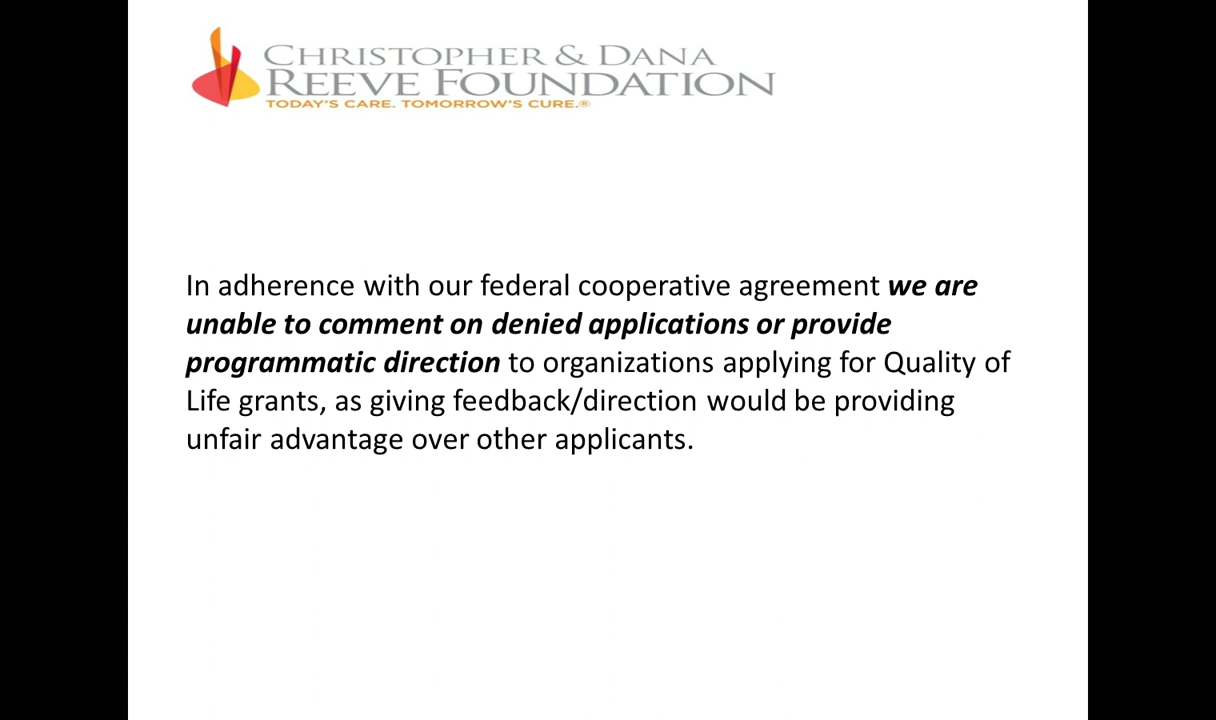 CHRISTOPHER & DANA
REEVE FOUNDATION
TODAY'S CARE. TOMORROW'S CURE.®
In adherence with our federal cooperative agreement we are
unable to comment on denied applications or provide
programmatic direction to organizations applying for Quality of
Life grants, as giving feedback/direction would be providing
unfair advantage over other applicants.